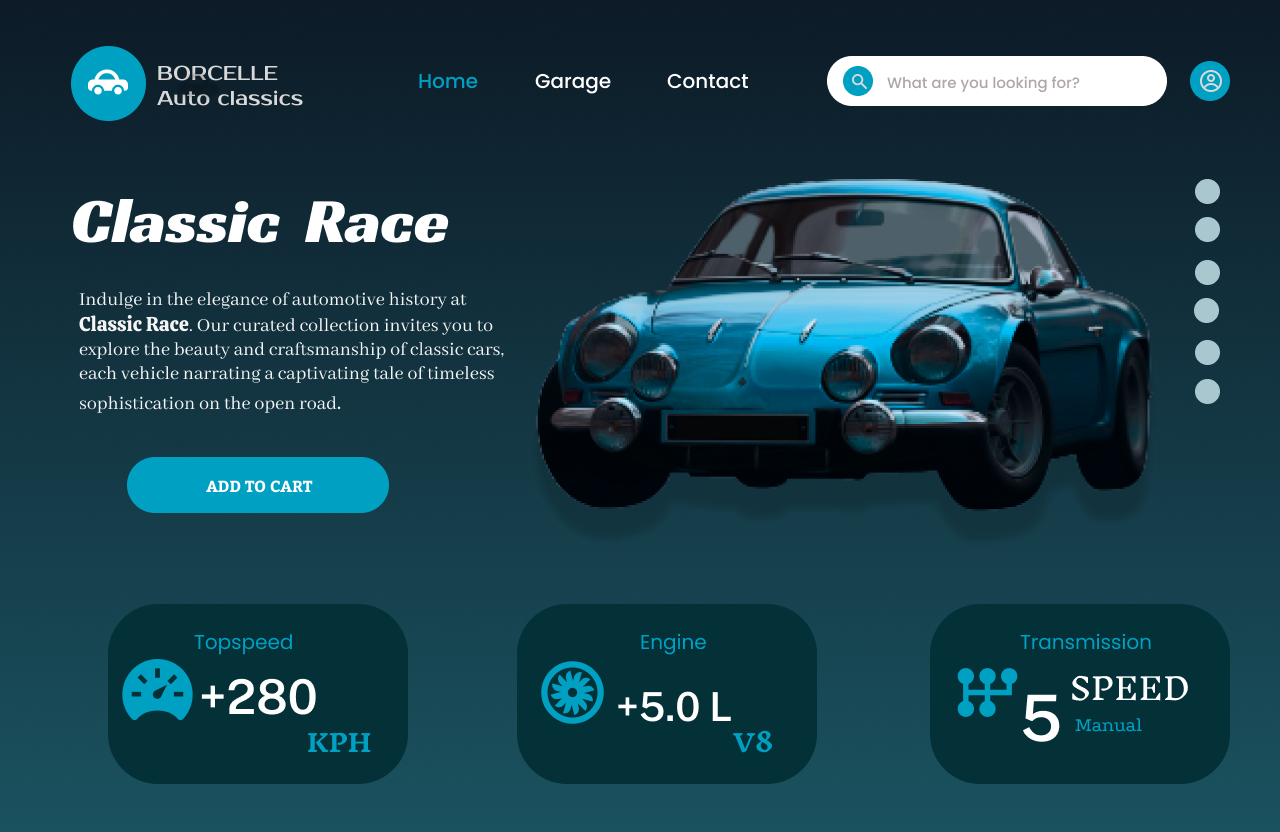 BORCELLE
Auto classics
Home
Garage
Contact
What are you looking for?
Classic Race
Indulge in the elegance of automotive history at
Classic Race. Our curated collection invites you to
explore the beauty and craftsmanship of classic cars,
each vehicle narrating a captivating tale of timeless
sophistication on the open road.
ADD TO CART
Topspeed
+280
KPH
Engine
+5.0 L
V8
Transmission
5 SPEED
Manual